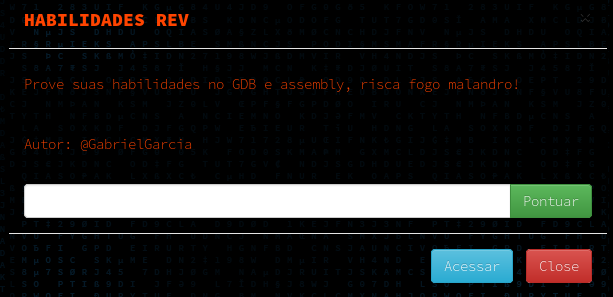 HABILIDADES REV
×
Prove suas habilidades no GDB e assembly, risca fogo malandro!
Autor: @GabrielGarcia
Pontuar
Acessar
Close